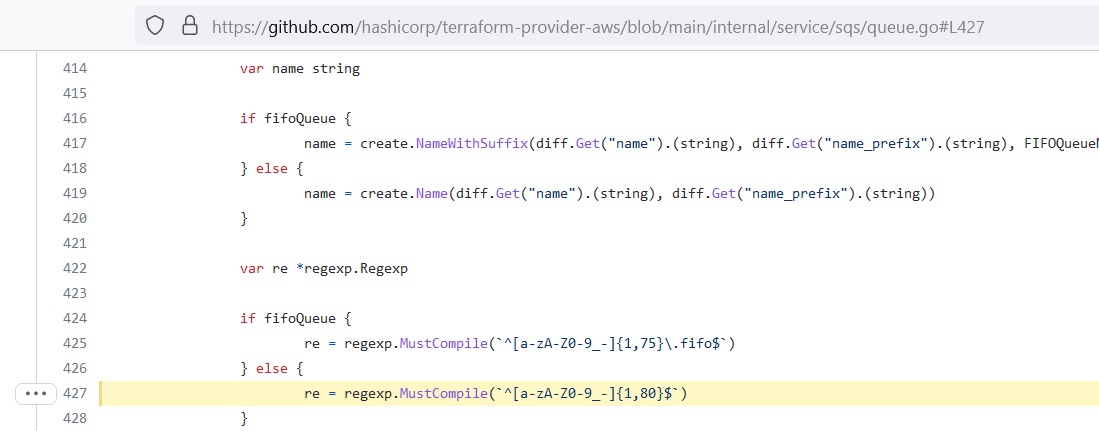 https://github.com/hashicorp/terraform-provider-aws/blob/main/internal/service/sqs/queue.go#L427
414 var name string
415
416 if fifoQueue {
417 name = create.NameWithSuffix(diff.Get("name").(string), diff.Get("name_prefix").(string), FIFOQueue
418 } else {
419 name = create.Name(diff.Get("name").(string), diff.Get("name_prefix").(string))
420 }
421
422 var re *regexp.Regexp
423
424 if fifoQueue {
425 re = regexp.MustCompile(`^[a-zA-Z0-9_-]{1,75}\.fifo$`)
426 } else {
427 re = regexp.MustCompile(`^[a-zA-Z0-9_-]{1,80}$`)
428 }